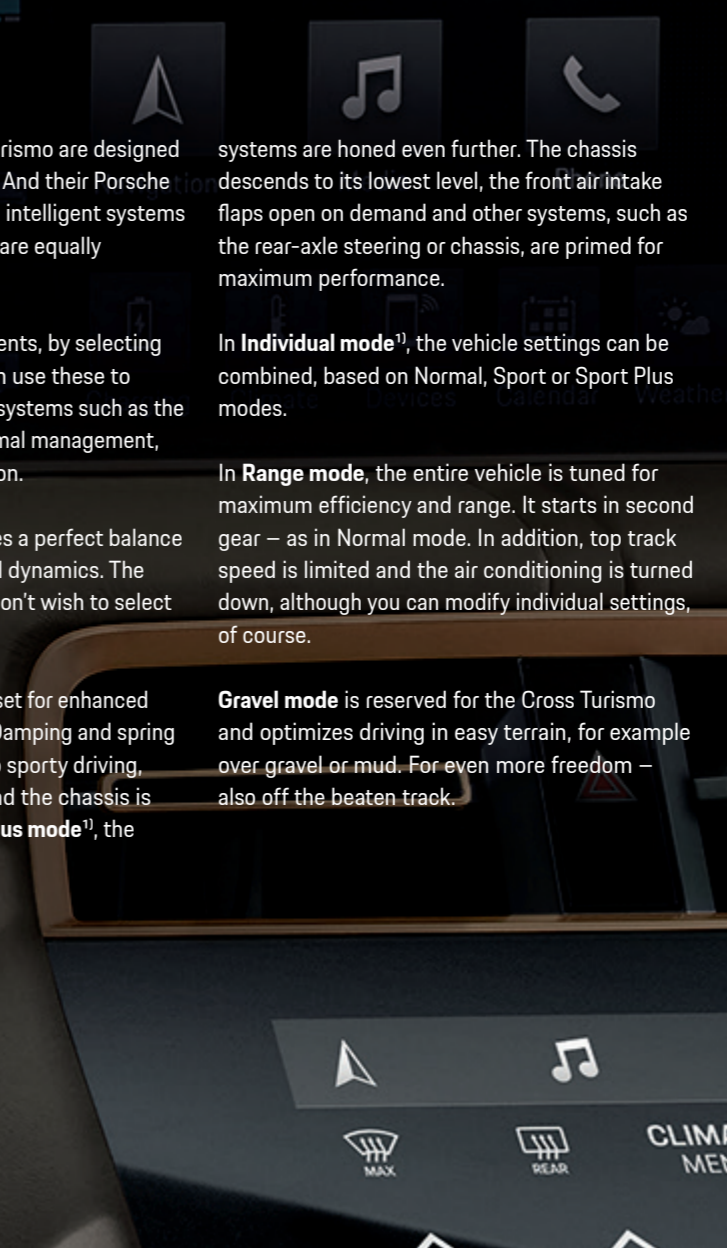 rismo are designed
And their Porsche
intelligent systems
are equally
ents, by selecting
n use these to
systems such as the
mal management,
on.
es a perfect balance
d dynamics. The
on't wish to select
set for enhanced
Damping and spring
sporty driving,
nd the chassis is
us mode¹⁾, the
systems are honed even further. The chassis
descends to its lowest level, the front air intake
flaps open on demand and other systems, such as
the rear-axle steering or chassis, are primed for
maximum performance.
In Individual mode¹⁾, the vehicle settings can be
combined, based on Normal, Sport or Sport Plus
modes.
In Range mode, the entire vehicle is tuned for
maximum efficiency and range. It starts in second
gear – as in Normal mode. In addition, top track
speed is limited and the air conditioning is turned
down, although you can modify individual settings,
of course.
Gravel mode is reserved for the Cross Turismo
and optimizes driving in easy terrain, for example
over gravel or mud. For even more freedom –
also off the beaten track.
Phone
Devices
Calendar
Weather
MAX
REAR
CLIMA
MEN